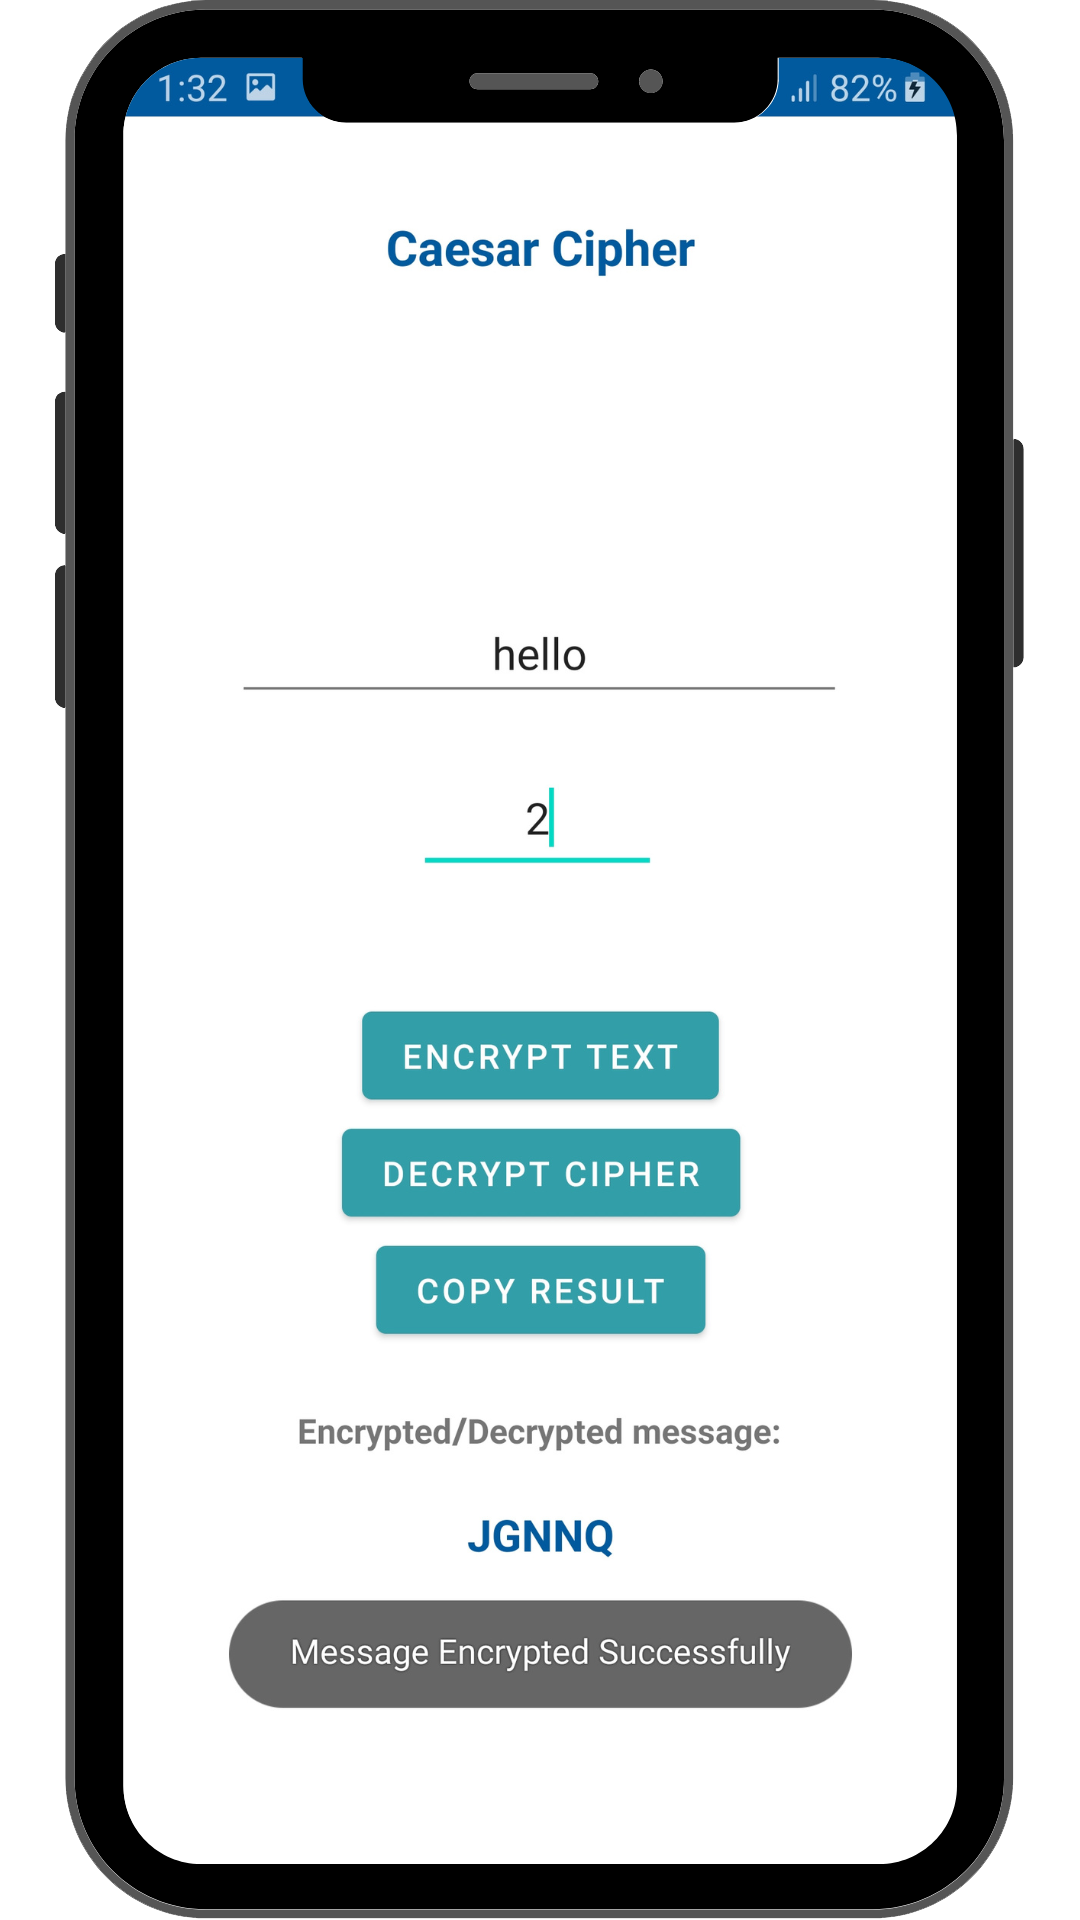 1:32 82%
Caesar Cipher
hello
2
ENCRYPT TEXT
DECRYPT CIPHER
COPY RESULT
Encrypted/Decrypted message:
JGNNQ
Message Encrypted Successfully